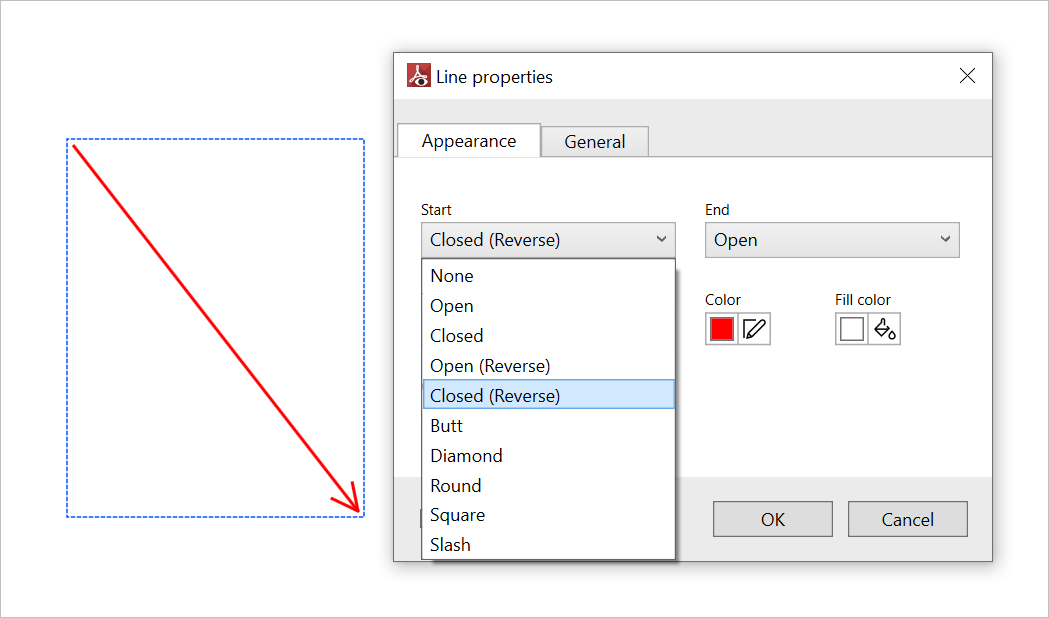 Line properties
Appearance
General
Start
End
Closed (Reverse)
Open
None
Open
Closed
Open (Reverse)
Closed (Reverse)
Butt
Diamond
Round
Square
Slash
Color
Fill color
OK
Cancel